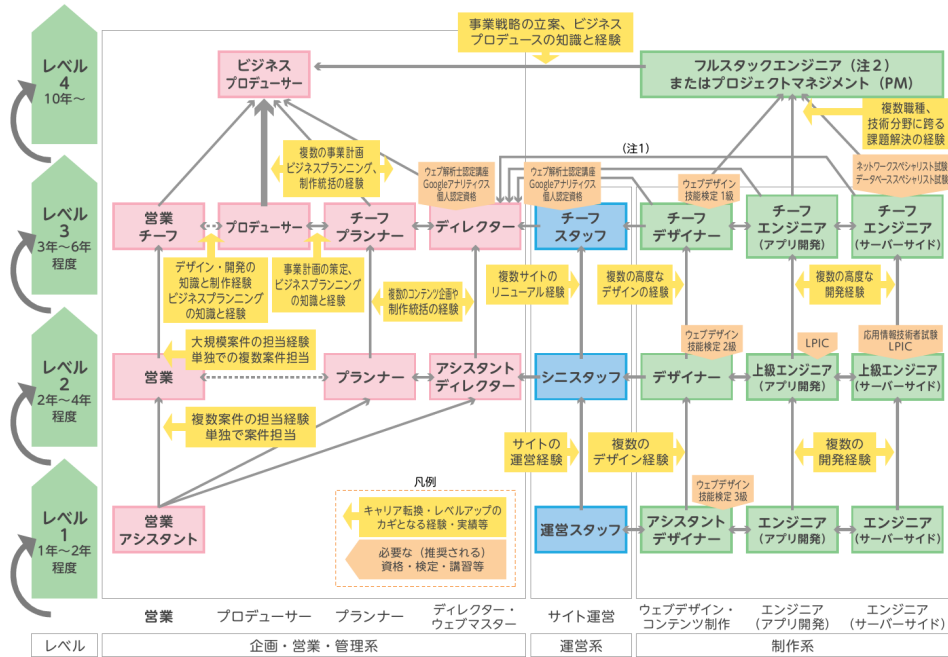 事業戦略の立案、ビジネス
プロデュースの知識と経験
レベル
4
10年～
ビジネス
プロデューサー
フルスタックエンジニア（注２）
またはプロジェクトマネジメント（PM）
複数職種、
技術分野に跨る
課題解決の経験
複数の事業計画
ビジネスプランニング、
制作統括の経験
（注1）
ウェブ解析士認定講座
Googleアナリティクス
個人認定資格
ウェブ解析士認定講座
Googleアナリティクス
個人認定資格
ウェブデザイン
技能検定 1級
ネットワークスペシャリスト試験
データベーススペシャリスト試験
レベル
3
3年～6年
程度
営業
チーフ
プロデューサー
チーフ
プランナー
ディレクター
チーフ
スタッフ
チーフ
デザイナー
チーフ
エンジニア
（アプリ開発）
チーフ
エンジニア
（サーバーサイド）
デザイン・開発の
知識と制作経験
ビジネスプランニング
の知識と経験
事業計画の策定、
ビジネスプランニング
の知識と経験
複数のコンテンツ企画や
制作統括の経験
複数サイトの
リニューアル経験
複数の高度な
デザインの経験
複数の高度な
開発経験
大規模案件の担当経験
単独での複数案件担当
ウェブデザイン
技能検定 2級
LPIC
応用情報技術者試験
LPIC
レベル
2
2年～4年
程度
営業
プランナー
アシスタント
ディレクター
シニスタッフ
デザイナー
上級エンジニア
（アプリ開発）
上級エンジニア
（サーバーサイド）
複数案件の担当経験
単独で案件担当
サイトの
運営経験
複数の
デザイン経験
複数の
開発経験
ウェブデザイン
技能検定 3級
レベル
1
1年～2年
程度
営業
アシスタント
凡例
キャリア転換・レベルアップの
カギとなる経験・実績等
必要な（推奨される）
資格・検定・講習等
運営スタッフ
アシスタント
デザイナー
エンジニア
（アプリ開発）
エンジニア
（サーバーサイド）
営業
プロデューサー
プランナー
ディレクター・
ウェブマスター
サイト運営
ウェブデザイン・
コンテンツ制作
エンジニア
（アプリ開発）
エンジニア
（サーバーサイド）
レベル
企画・営業・管理系
運営系
制作系